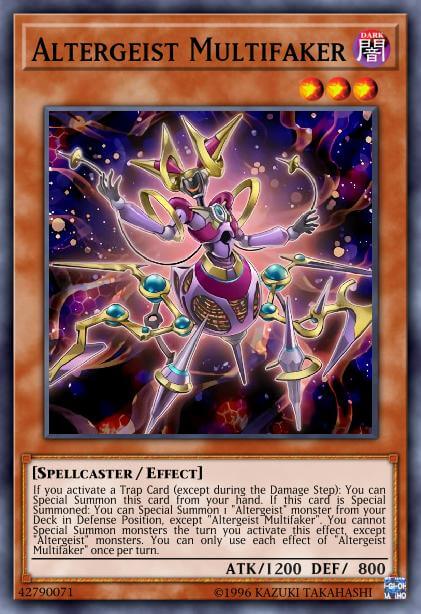 ALTERGEIST MULTIFAKER
DARK
闇
[SPELLCASTER / EFFECT]
If you activate a Trap Card (except during the Damage Step): You can
Special Summon this card from your hand. If this card is Special
Summoned: You can Special Summon 1 "Altergeist" monster from your
Deck in Defense Position, except "Altergeist Multifaker". You cannot
Special Summon monsters the turn you activate this effect, except
"Altergeist" monsters. You can only use each effect of "Altergeist
Multifaker" once per turn.
ATK/1200 DEF/ 800
42790071
©1996 KAZUKI TAKAHASHI